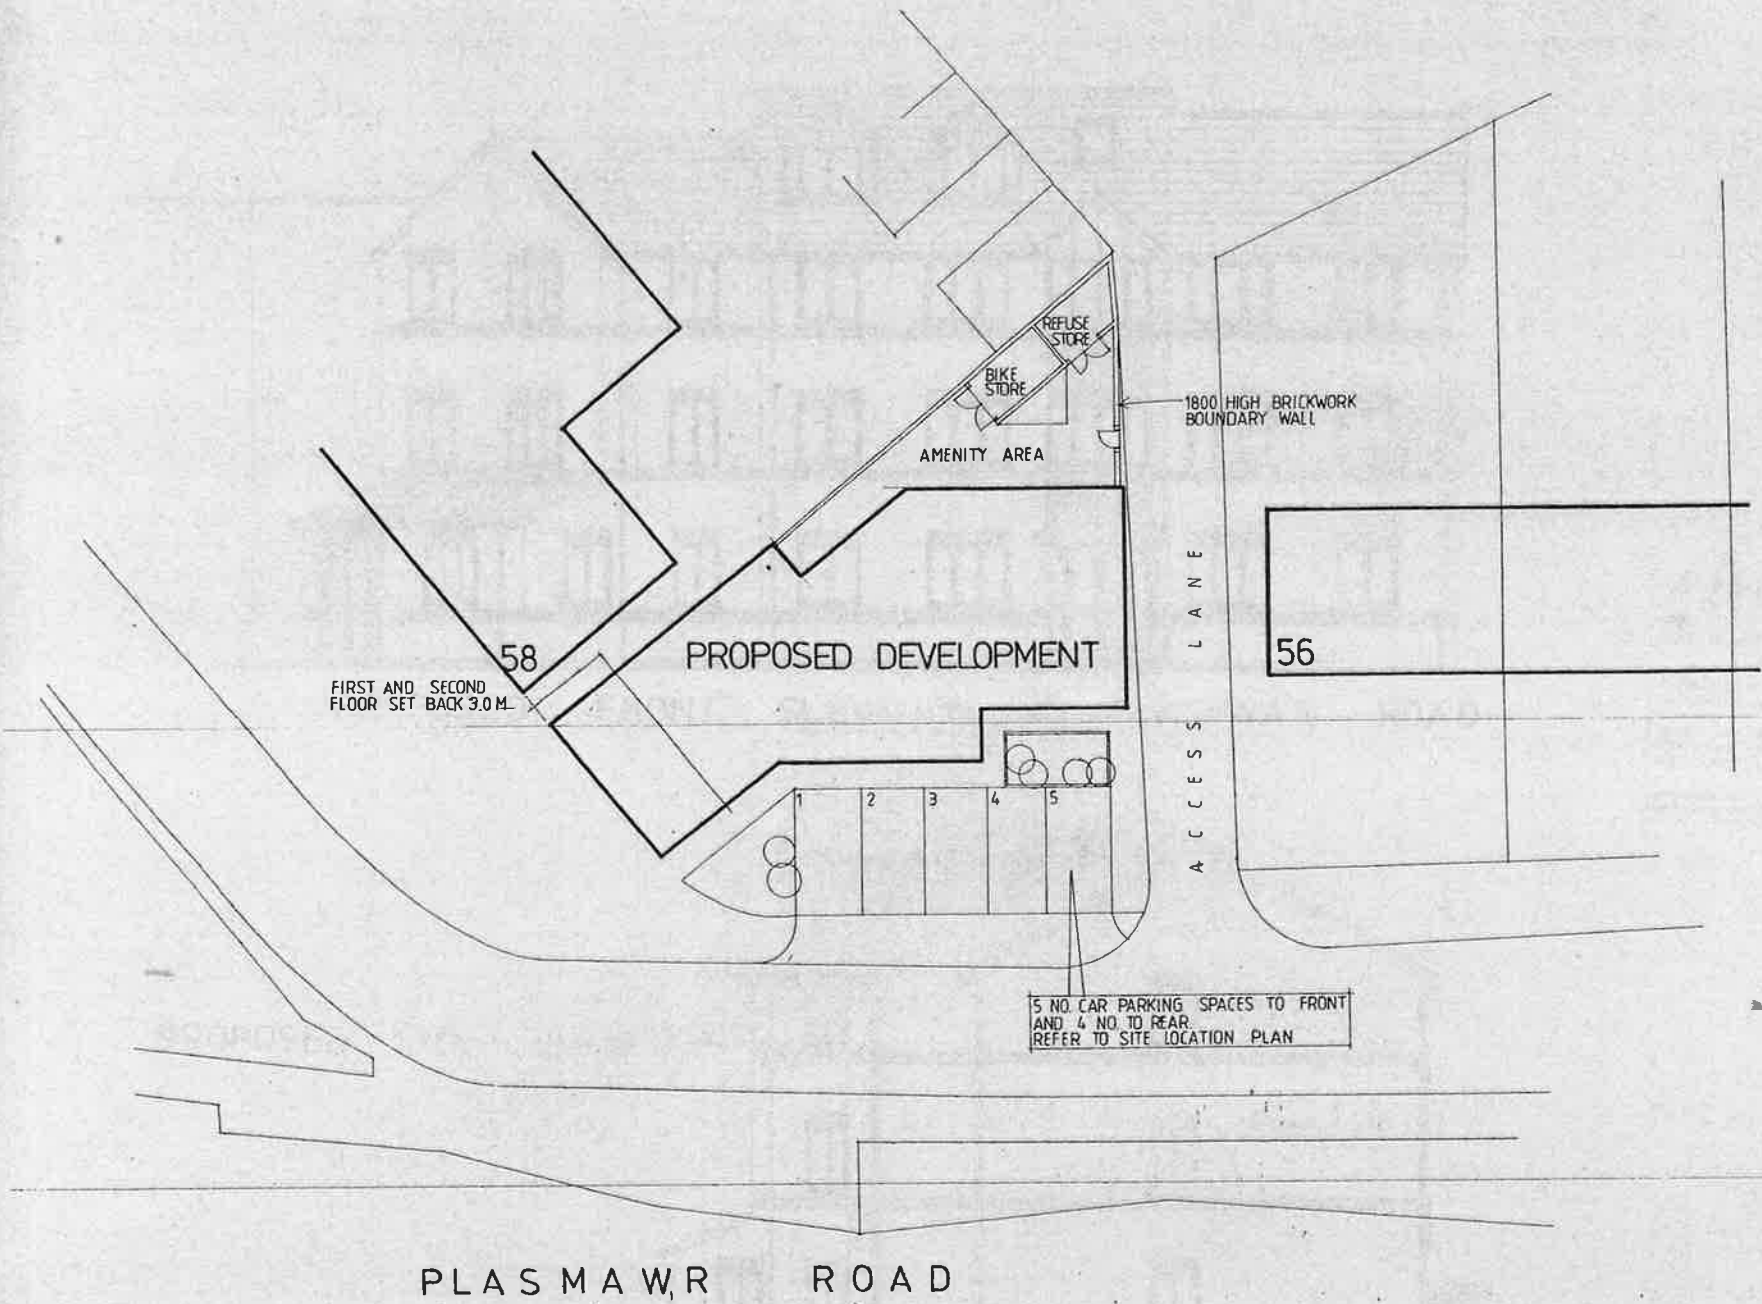 REFUSE
STORE
BIKE
STORE
1800 HIGH BRICKWORK
BOUNDARY WALL
AMENITY AREA
ACCESS LANE
58
PROPOSED DEVELOPMENT
56
FIRST AND SECOND
FLOOR SET BACK 3.0 M
1 2 3 4 5
5 NO. CAR PARKING SPACES TO FRONT
AND 4 NO. TO REAR.
REFER TO SITE LOCATION PLAN
PLASMAWR ROAD